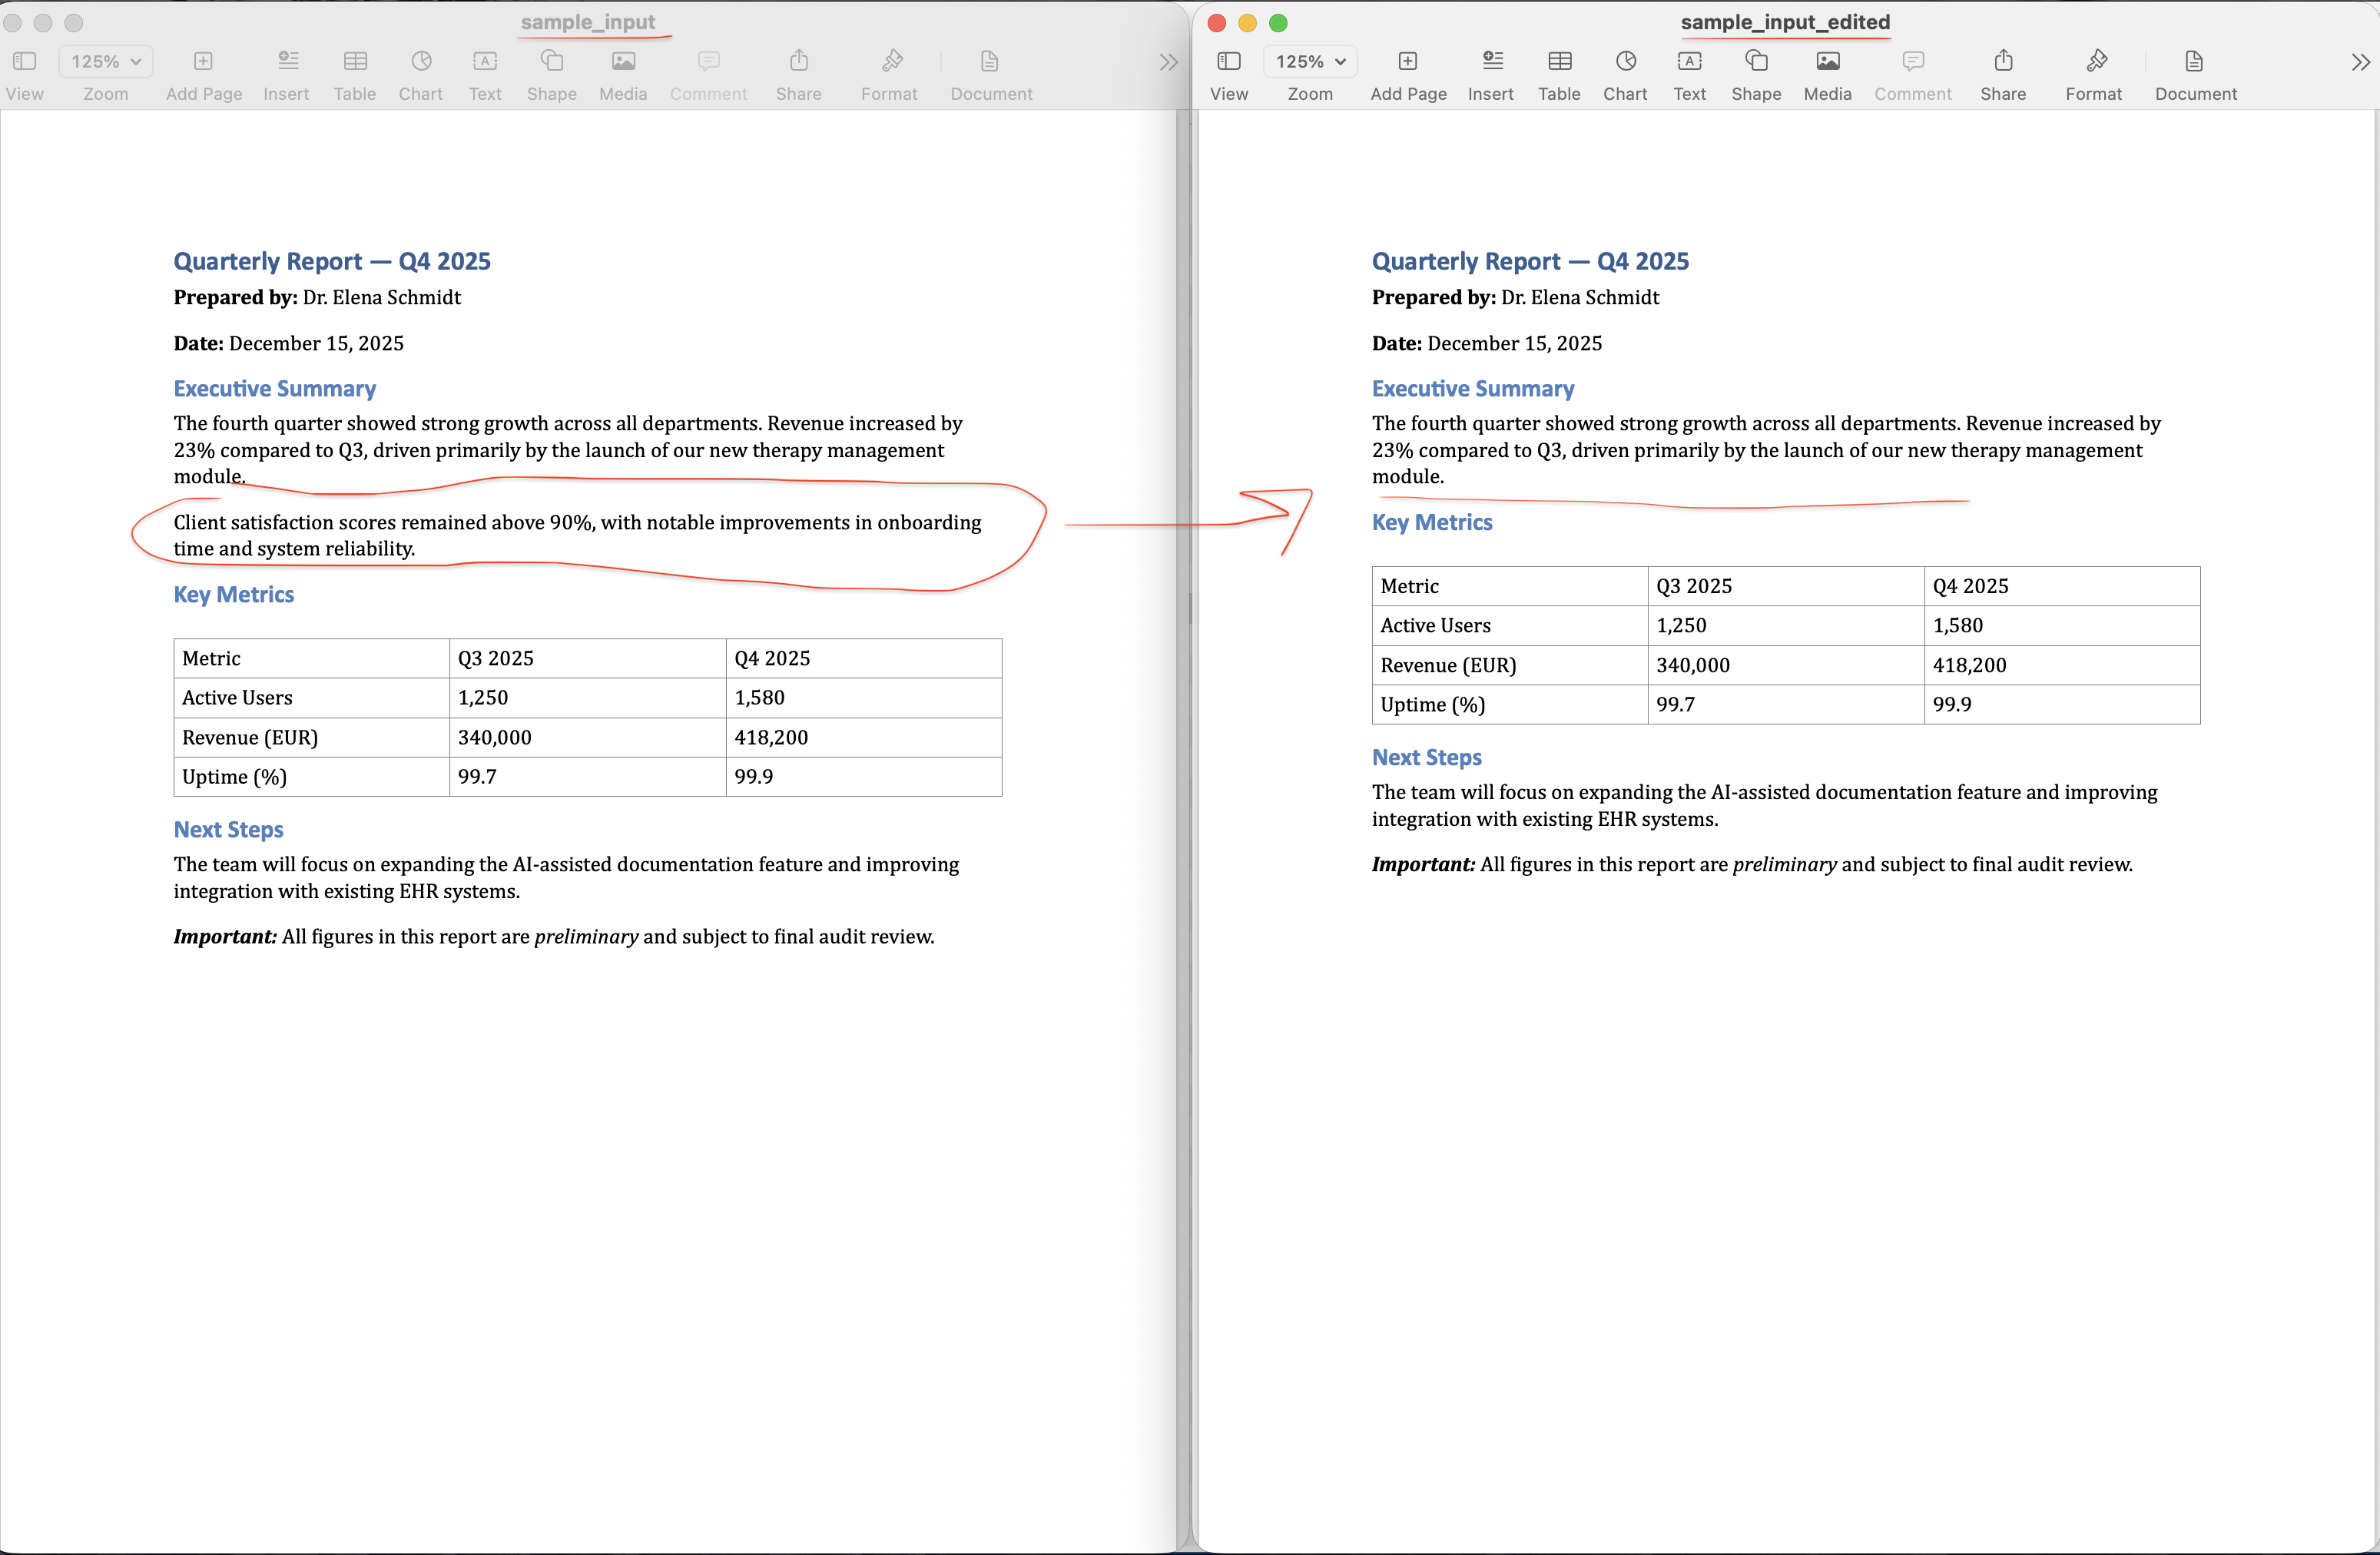 sample_input
125%
View
Zoom
Add Page
Insert
Table
Chart
Text
Shape
Media
Comment
Share
Format
Document
Quarterly Report — Q4 2025
Prepared by: Dr. Elena Schmidt
Date: December 15, 2025
Executive Summary
The fourth quarter showed strong growth across all departments. Revenue increased by
23% compared to Q3, driven primarily by the launch of our new therapy management
module.
Client satisfaction scores remained above 90%, with notable improvements in onboarding
time and system reliability.
Key Metrics
Metric Q3 2025 Q4 2025
Active Users 1,250 1,580
Revenue (EUR) 340,000 418,200
Uptime (%) 99.7 99.9
Next Steps
The team will focus on expanding the AI-assisted documentation feature and improving
integration with existing EHR systems.
Important: All figures in this report are preliminary and subject to final audit review.
sample_input_edited
125%
View
Zoom
Add Page
Insert
Table
Chart
Text
Shape
Media
Comment
Share
Format
Document
Quarterly Report — Q4 2025
Prepared by: Dr. Elena Schmidt
Date: December 15, 2025
Executive Summary
The fourth quarter showed strong growth across all departments. Revenue increased by
23% compared to Q3, driven primarily by the launch of our new therapy management
module.
Key Metrics
Metric Q3 2025 Q4 2025
Active Users 1,250 1,580
Revenue (EUR) 340,000 418,200
Uptime (%) 99.7 99.9
Next Steps
The team will focus on expanding the AI-assisted documentation feature and improving
integration with existing EHR systems.
Important: All figures in this report are preliminary and subject to final audit review.